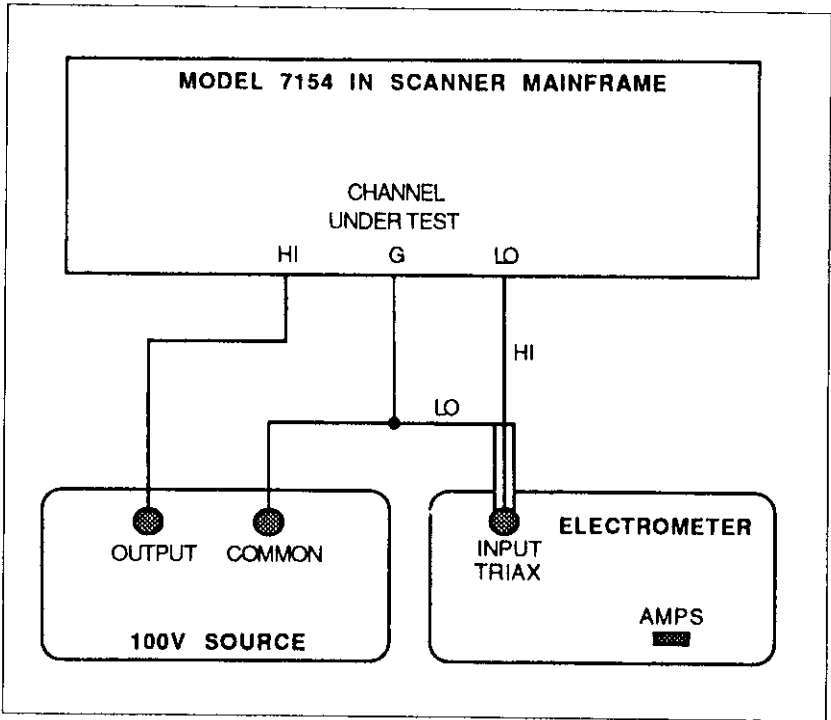 MODEL 7154 IN SCANNER MAINFRAME
CHANNEL
UNDER TEST
HI G LO
HI
LO
OUTPUT COMMON
100V SOURCE
INPUT
TRIAX
ELECTROMETER
AMPS